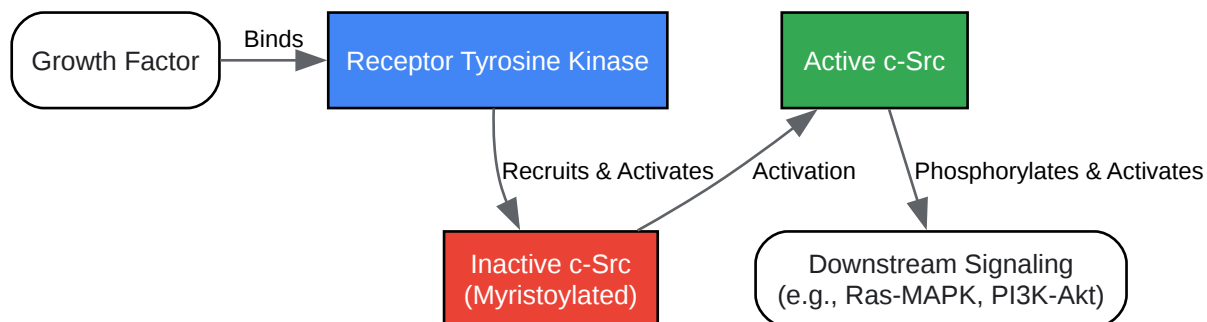 Growth Factor
Binds
Receptor Tyrosine Kinase
Active c-Src
Recruits & Activates
Activation
Phosphorylates & Activates
Inactive c-Src
(Myristoylated)
Downstream Signaling
(e.g., Ras-MAPK, PI3K-Akt)